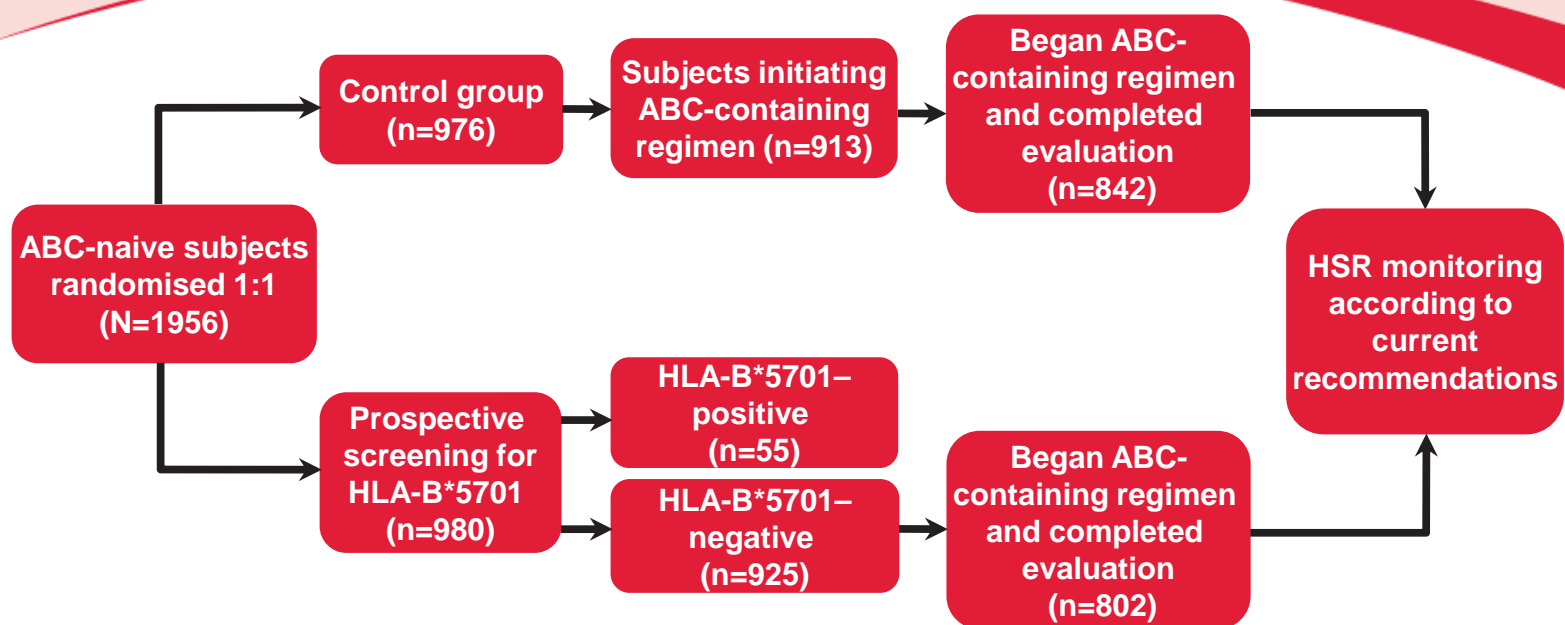 Control group
(n=976)
Subjects initiating
ABC-containing
regimen (n=913)
Began ABC-
containing regimen
and completed
evaluation
(n=842)
ABC-naive subjects
randomised 1:1
(N=1956)
HSR monitoring
according to
current
recommendations
Prospective
screening for
HLA-B*5701
(n=980)
HLA-B*5701–
positive
(n=55)
HLA-B*5701–
negative
(n=925)
Began ABC-
containing regimen
and completed
evaluation
(n=802)